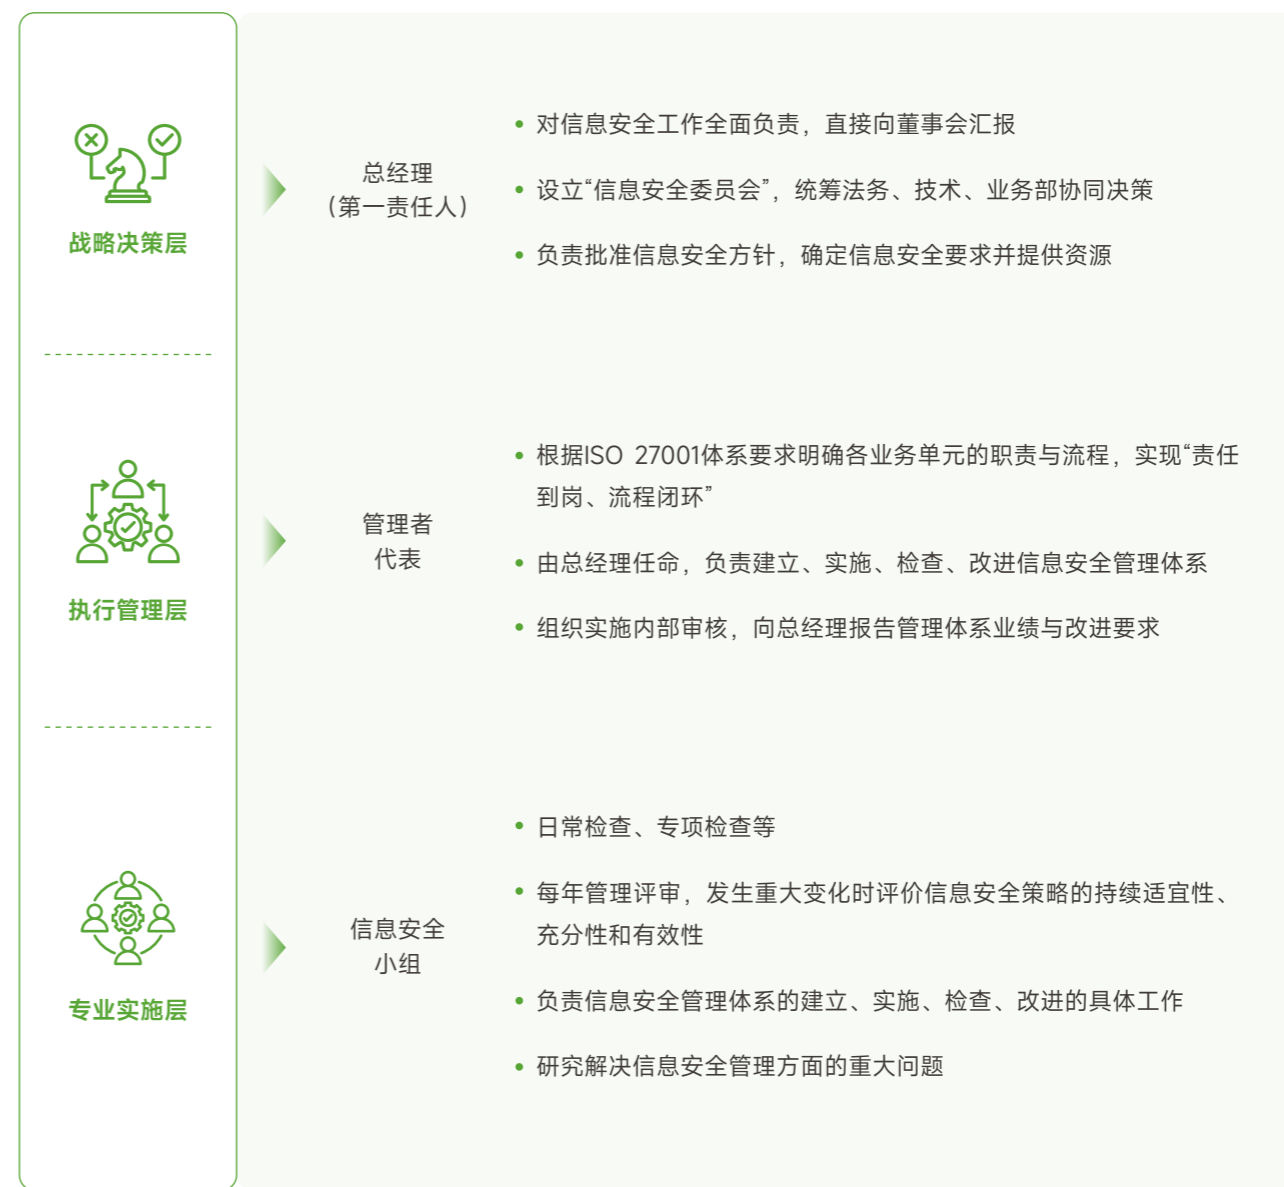 战略决策层
总经理
（第一责任人）
对信息安全工作全面负责，直接向董事会汇报
设立“信息安全委员会”，统筹法务、技术、业务部协同决策
负责批准信息安全方针，确定信息安全要求并提供资源
执行管理层
管理者
代表
根据ISO 27001体系要求明确各业务单元的职责与流程，实现“责任
到岗、流程闭环”
由总经理任命，负责建立、实施、检查、改进信息安全管理体系
组织实施内部审核，向总经理报告管理体系业绩与改进要求
专业实施层
信息安全
小组
日常检查、专项检查等
每年管理评审，发生重大变化时评价信息安全策略的持续适宜性、
充分性和有效性
负责信息安全管理体系的建立、实施、检查、改进的具体工作
研究解决信息安全管理方面的重大问题